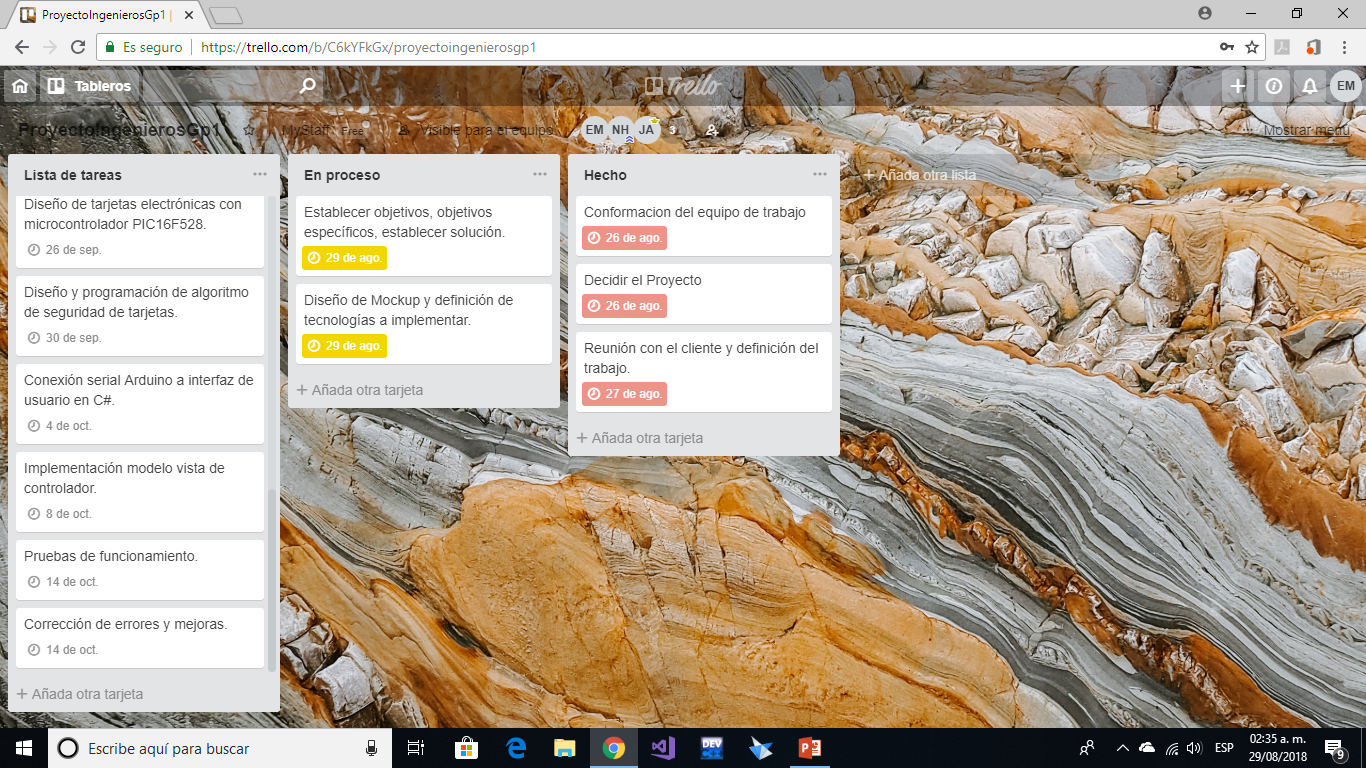 ProyectoIngenierosGp1 |
Es seguro
https://trello.com/b/C6kYFkGx/proyectoingenierosgp1
Tableros
Trello
EM
ProyectoIngenierosGp1
MyStaff
Free
Visible para el equipo
EM
NH
JA
3
Mostrar menú
Lista de tareas
Diseño de tarjetas electrónicas con
microcontrolador PIC16F528.
26 de sep.
Diseño y programación de algoritmo
de seguridad de tarjetas.
30 de sep.
Conexión serial Arduino a interfaz de
usuario en C#.
4 de oct.
Implementación modelo vista de
controlador.
8 de oct.
Pruebas de funcionamiento.
14 de oct.
Corrección de errores y mejoras.
14 de oct.
+ Añada otra tarjeta
En proceso
Establecer objetivos, objetivos
específicos, establecer solución.
29 de ago.
Diseño de Mockup y definición de
tecnologías a implementar.
29 de ago.
+ Añada otra tarjeta
Hecho
Conformacion del equipo de trabajo
26 de ago.
Decidir el Proyecto
26 de ago.
Reunión con el cliente y definición del
trabajo.
27 de ago.
+ Añada otra tarjeta
+ Añada otra lista
Escribe aquí para buscar
DEV
ESP
02:35 a. m.
29/08/2018
9